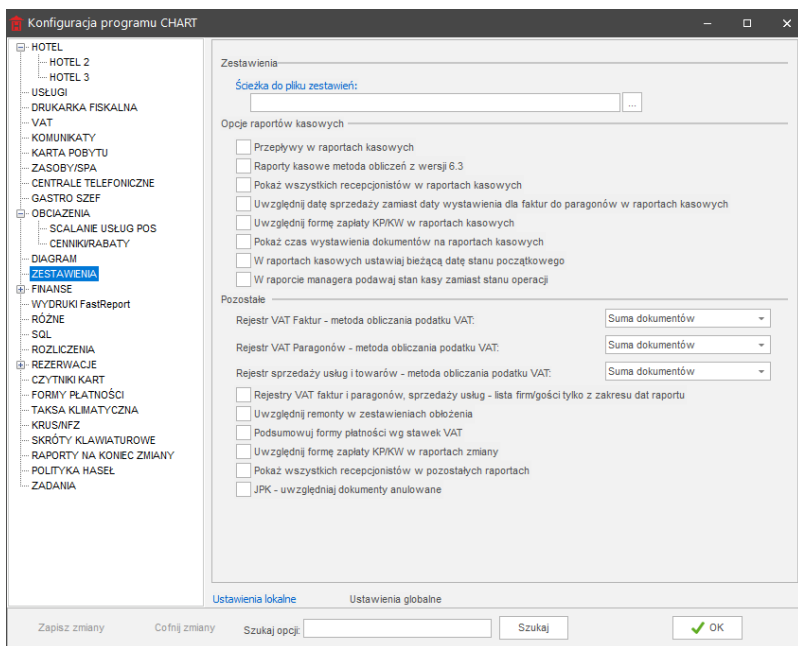 Konfiguracja programu CHART
HOTEL
HOTEL 2
HOTEL 3
USŁUGI
DRUKARKA FISKALNA
VAT
KOMUNIKATY
KARTA POBYTU
ZASOBY/SPA
CENTRALE TELEFONICZNE
GASTRO SZEF
OBCIAZENIA
SCALANIE USŁUG POS
CENNIKI/RABATY
DIAGRAM
ZESTAWIENIA
FINANSE
WYDRUKI FastReport
RÓŻNE
SQL
ROZLICZENIA
REZERWACJE
CZYTNIKI KART
FORMY PŁATNOŚCI
TAKSA KLIMATYCZNA
KRUS/NFZ
SKRÓTY KLAWIATUROWE
RAPORTY NA KONIEC ZMIANY
POLITYKA HASEŁ
ZADANIA
Zestawienia
Ścieżka do pliku zestawień:
...
Opcje raportów kasowych
Przepływy w raportach kasowych
Raporty kasowe metoda obliczeń z wersji 6.3
Pokaż wszystkich recepcjonistów w raportach kasowych
Uwzględnij datę sprzedaży zamiast daty wystawienia dla faktur do paragonów w raportach kasowych
Uwzględnij formę zapłaty KP/KW w raportach kasowych
Pokaż czas wystawienia dokumentów na raportach kasowych
W raportach kasowych ustawiaj bieżącą datę stanu początkowego
W raporcie managera podawaj stan kasy zamiast stanu operacji
Pozostałe
Rejestr VAT Faktur - metoda obliczania podatku VAT: Suma dokumentów
Rejestr VAT Paragonów - metoda obliczania podatku VAT: Suma dokumentów
Rejestr sprzedaży usług i towarów - metoda obliczania podatku VAT: Suma dokumentów
Rejestry VAT faktur i paragonów, sprzedaży usług - lista firm/gości tylko z zakresu dat raportu
Uwzględnij remonty w zestawieniach obłożenia
Podsumowuj formy płatności wg stawek VAT
Uwzględnij formę zapłaty KP/KW w raportach zmiany
Pokaż wszystkich recepcjonistów w pozostałych raportach
JPK - uwzględniaj dokumenty anulowane
Ustawienia lokalne Ustawienia globalne
Zapisz zmiany Cofnij zmiany Szukaj opcji: Szukaj OK